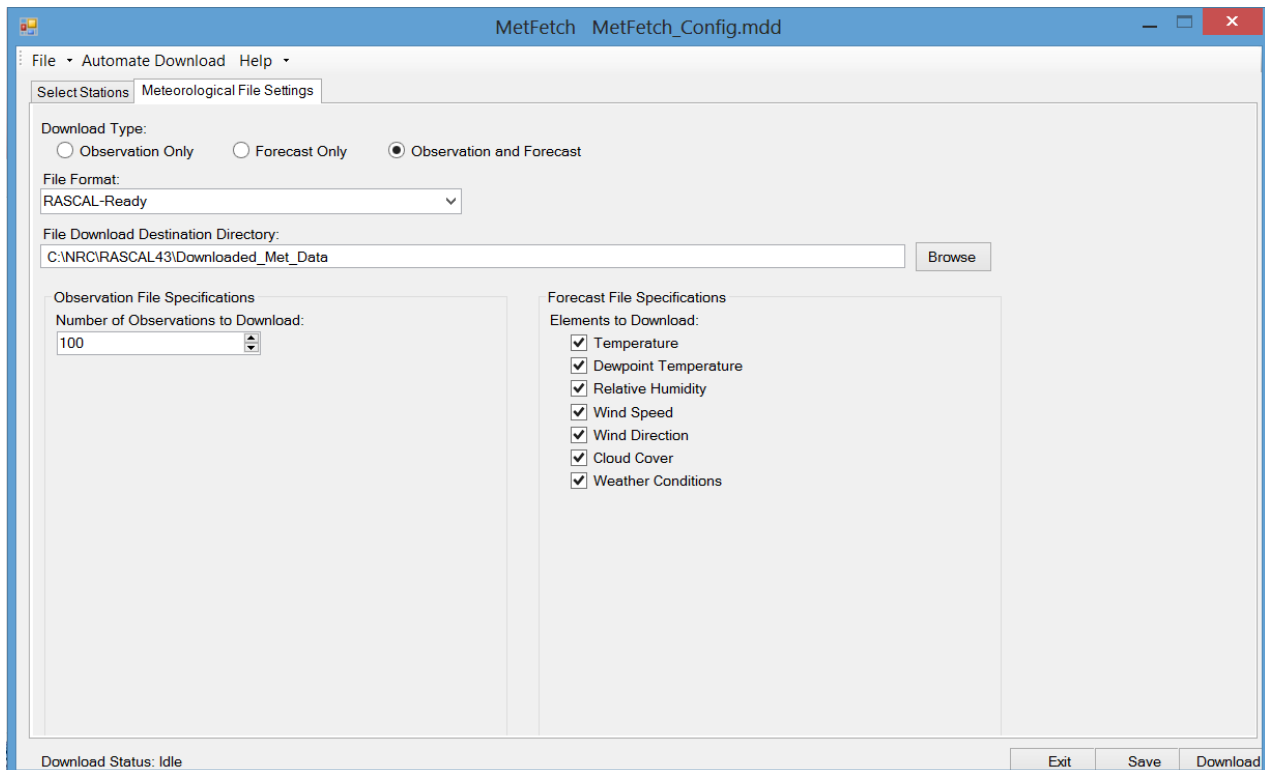 MetFetch MetFetch_Config.mdd
File Automate Download Help
Select Stations Meteorological File Settings
Download Type:
Observation Only Forecast Only Observation and Forecast
File Format:
RASCAL-Ready
File Download Destination Directory:
C:\NRC\RASCAL43\Downloaded_Met_Data Browse
Observation File Specifications
Number of Observations to Download:
100
Forecast File Specifications
Elements to Download:
Temperature
Dewpoint Temperature
Relative Humidity
Wind Speed
Wind Direction
Cloud Cover
Weather Conditions
Download Status: Idle Exit Save Download